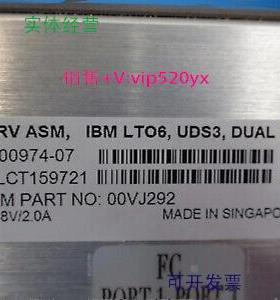 实体经营
销售+V:vip520yx
RV ASM, IBM LTO6, UDS3, DUAL
00974-07
LCT159721
M PART NO: 00VJ292
8V/2.0A MADE IN SINGAPO
FC
PORT 1 PORT
可开发票